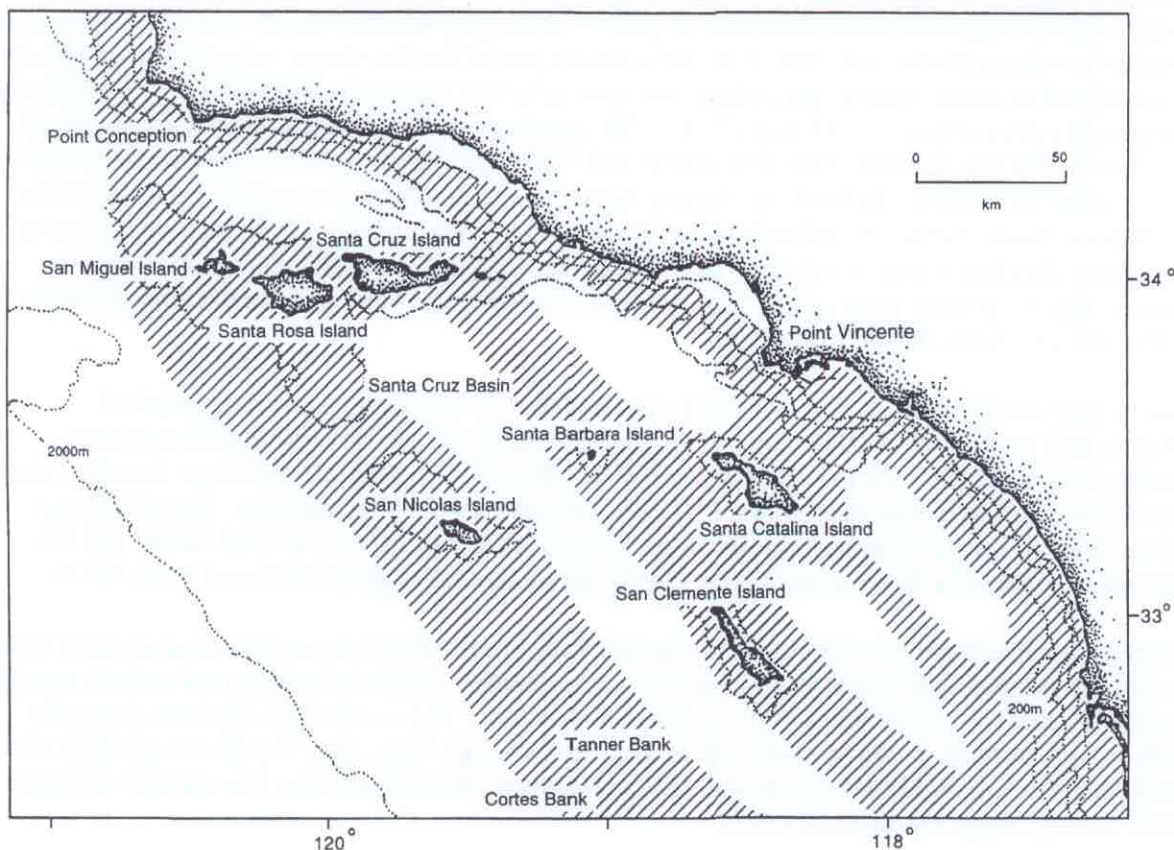 Point Conception
0 50
km
Santa Cruz Island
San Miguel Island
34°
Santa Rosa Island
Point Vincente
Santa Cruz Basin
Santa Barbara Island
2000m
San Nicolas Island
Santa Catalina Island
San Clemente Island
33°
200m
Tanner Bank
Cortes Bank
120° 118°